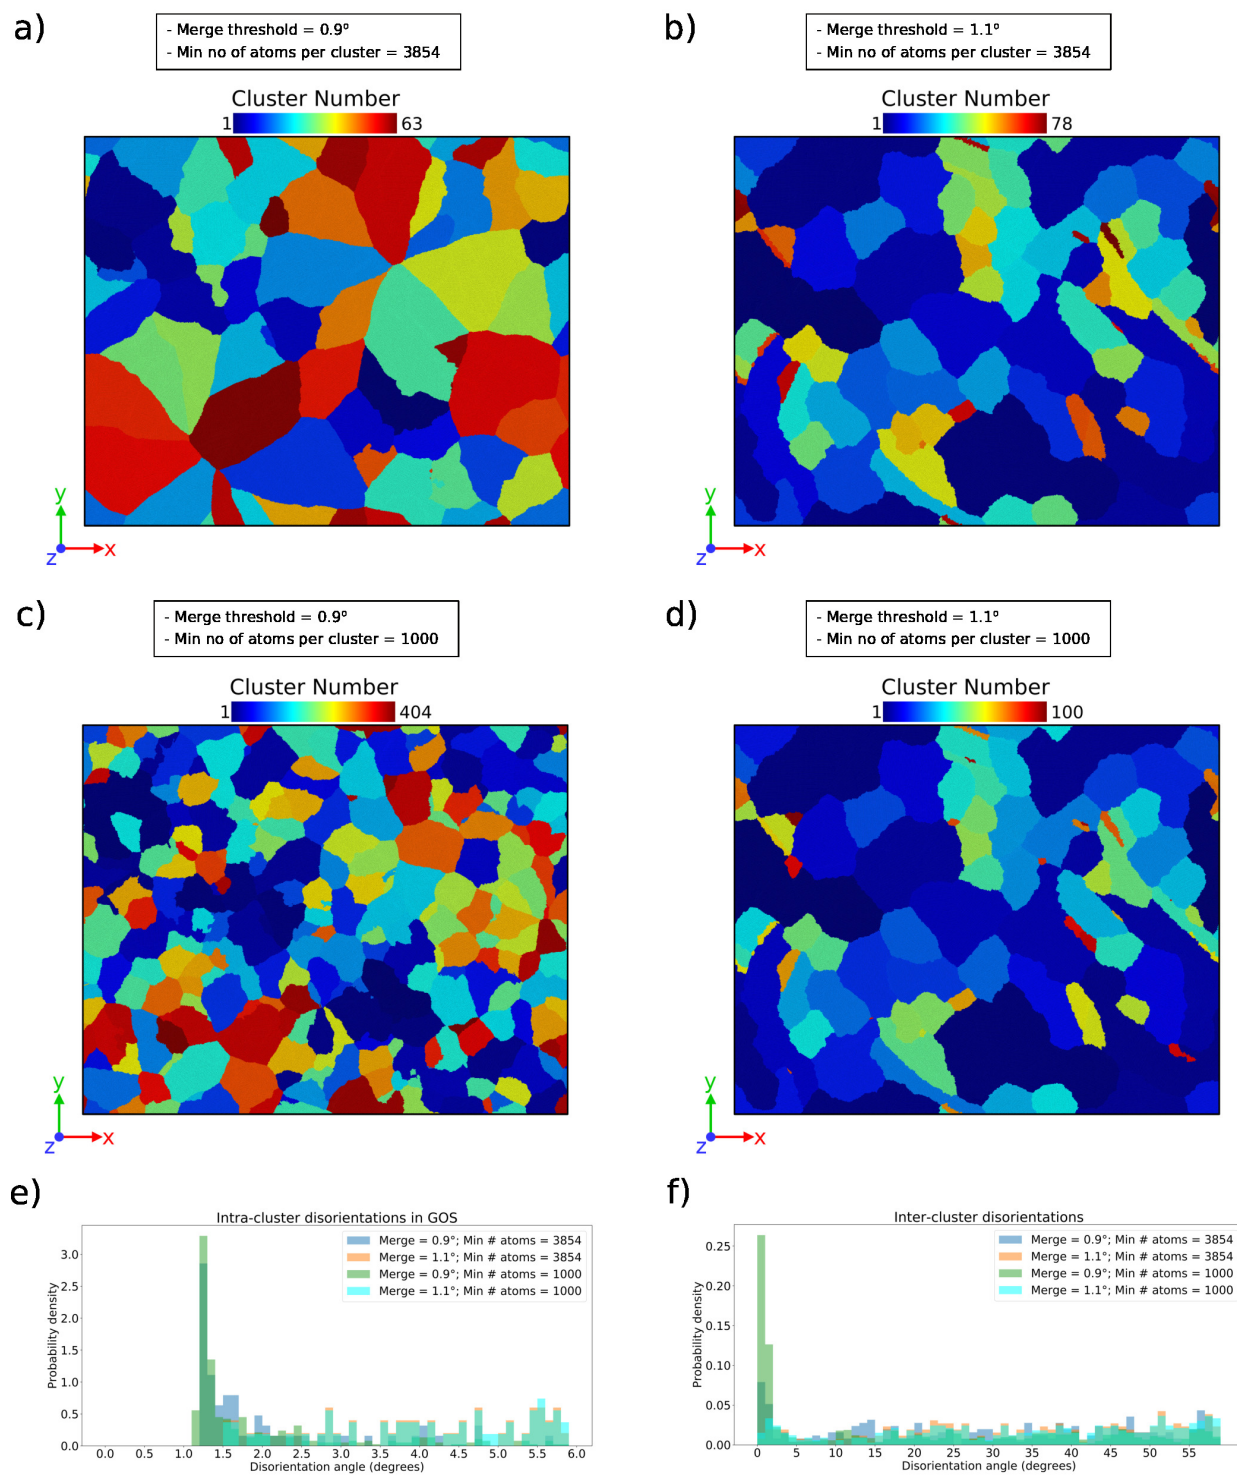 a)
- Merge threshold = 0.9°
- Min no of atoms per cluster = 3854
Cluster Number
1 63
y
z x
b)
- Merge threshold = 1.1°
- Min no of atoms per cluster = 3854
Cluster Number
1 78
y
z x
c)
- Merge threshold = 0.9°
- Min no of atoms per cluster = 1000
Cluster Number
1 404
y
z x
d)
- Merge threshold = 1.1°
- Min no of atoms per cluster = 1000
Cluster Number
1 100
y
z x
e)
Intra-cluster disorientations in GOS
Merge = 0.9°; Min # atoms = 3854
Merge = 1.1°; Min # atoms = 3854
Merge = 0.9°; Min # atoms = 1000
Merge = 1.1°; Min # atoms = 1000
Probability density
3.0
2.5
2.0
1.5
1.0
0.5
0.0
0.0 0.5 1.0 1.5 2.0 2.5 3.0 3.5 4.0 4.5 5.0 5.5 6.0
Disorientation angle (degrees)
f)
Inter-cluster disorientations
Merge = 0.9°; Min # atoms = 3854
Merge = 1.1°; Min # atoms = 3854
Merge = 0.9°; Min # atoms = 1000
Merge = 1.1°; Min # atoms = 1000
Probability density
0.25
0.20
0.15
0.10
0.05
0.00
0 5 10 15 20 25 30 35 40 45 50 55
Disorientation angle (degrees)